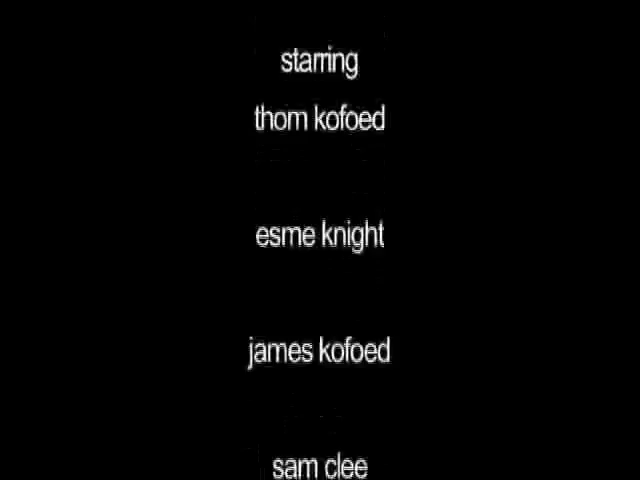 starring
thom kofoed
esme knight
james kofoed
sam clee